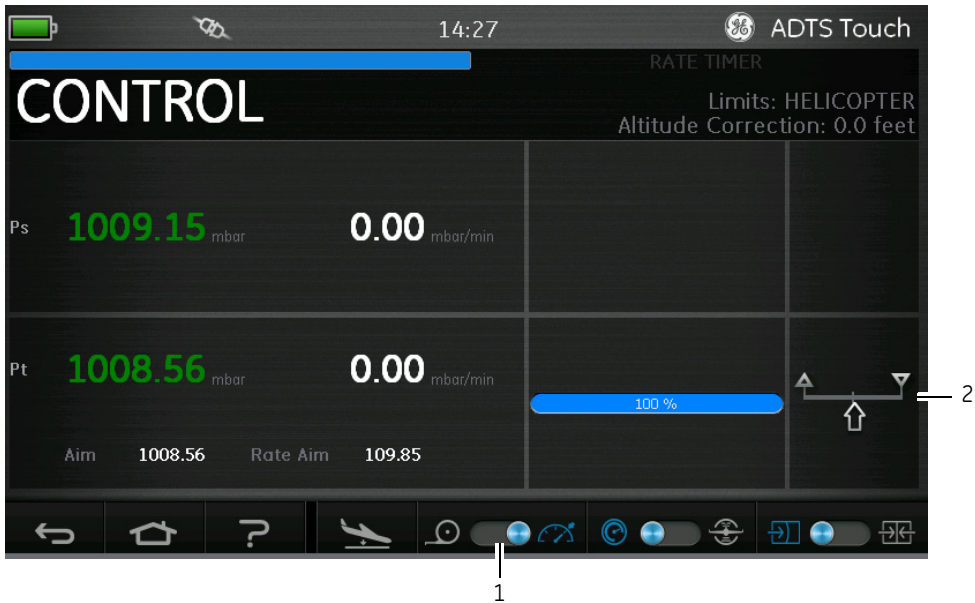 14:27
ADTS Touch
RATE TIMER
CONTROL
Limits: HELICOPTER
Altitude Correction: 0.0 feet
Ps 1009.15 mbar 0.00 mbar/min
Pt 1008.56 mbar 0.00 mbar/min
100 %
2
Aim 1008.56 Rate Aim 109.85
?
1